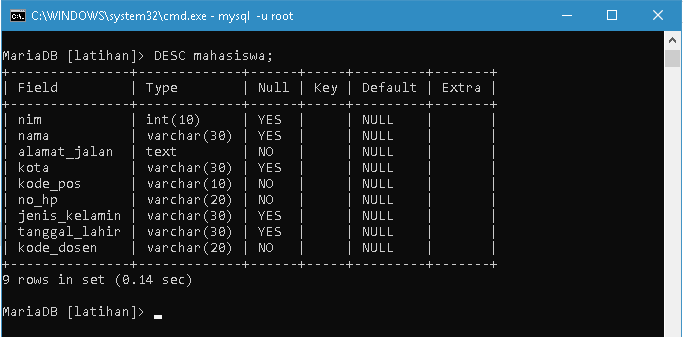 C:\WINDOWS\system32\cmd.exe - mysql  -u root
MariaDB [latihan]> DESC mahasiswa;
+---------------+-------------+------+-----+---------+-------+
| Field         | Type        | Null | Key | Default | Extra |
+---------------+-------------+------+-----+---------+-------+
| nim           | int(10)     | YES  |     | NULL    |       |
| nama          | varchar(30) | YES  |     | NULL    |       |
| alamat_jalan  | text        | NO   |     | NULL    |       |
| kota          | varchar(30) | YES  |     | NULL    |       |
| kode_pos      | varchar(10) | NO   |     | NULL    |       |
| no_hp         | varchar(20) | NO   |     | NULL    |       |
| jenis_kelamin | varchar(30) | YES  |     | NULL    |       |
| tanggal_lahir | varchar(30) | YES  |     | NULL    |       |
| kode_dosen    | varchar(20) | NO   |     | NULL    |       |
+---------------+-------------+------+-----+---------+-------+
9 rows in set (0.14 sec)
MariaDB [latihan]> _